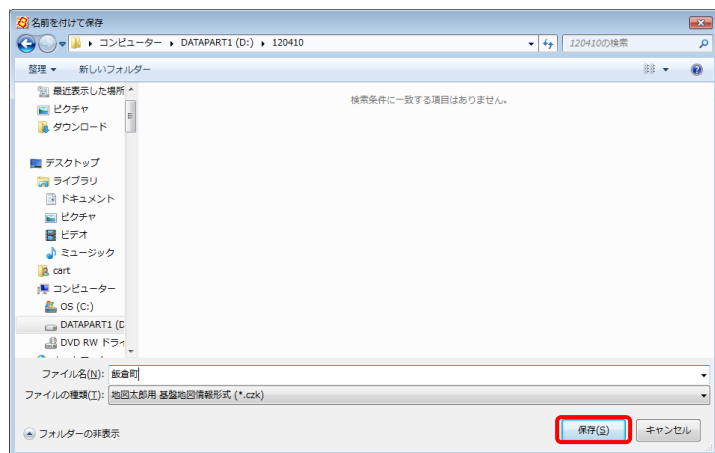 名前を付けて保存
コンピューター ▸ DATAPART1 (D:) ▸ 120410
120410の検索
整理 新しいフォルダー
最近表示した場所
検索条件に一致する項目はありません。
ピクチャ
ダウンロード
デスクトップ
ライブラリ
ドキュメント
ピクチャ
ビデオ
ミュージック
cart
コンピューター
OS (C:)
DATAPART1 (D
DVD RW ドライ
ファイル名(N): 飯倉町
ファイルの種類(T): 地図太郎用 基盤地図情報形式 (*.czk)
フォルダーの非表示
保存(S)
キャンセル